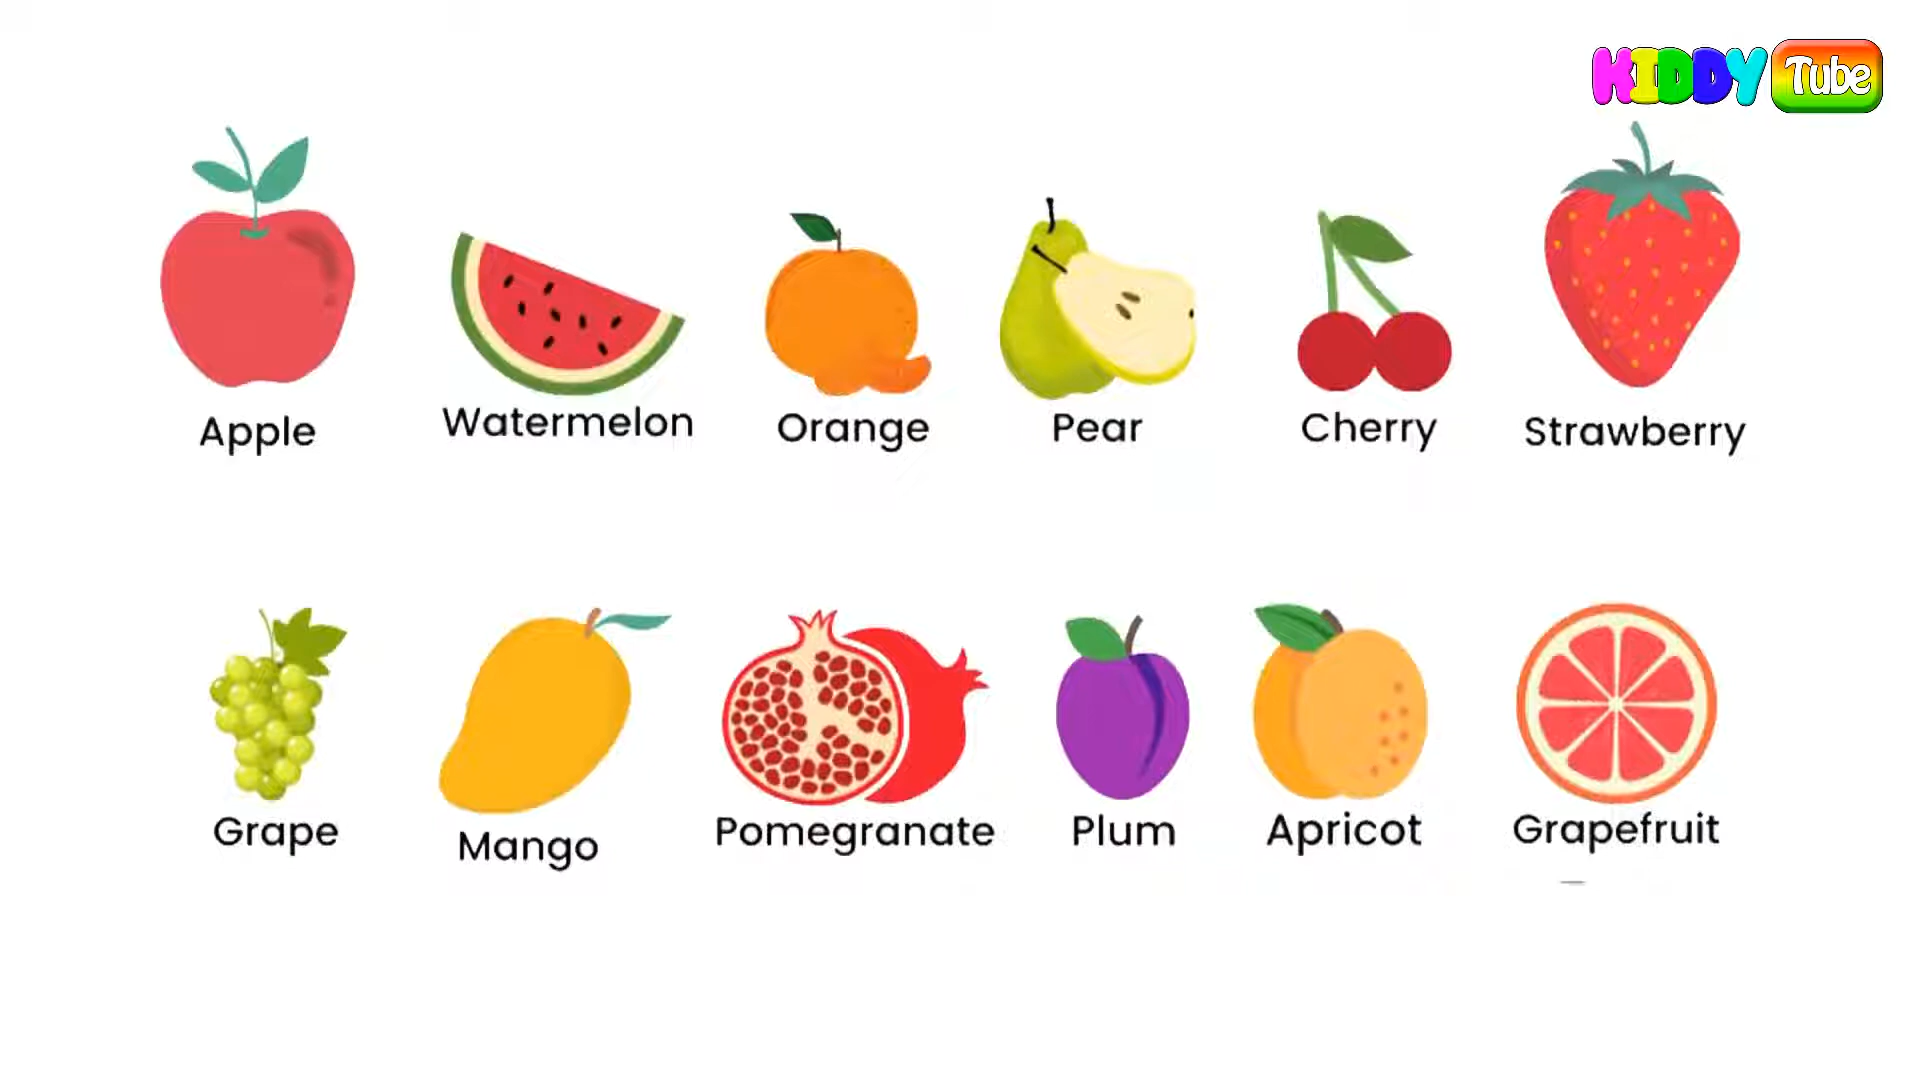 KIDDY Tube
Apple
Watermelon
Orange
Pear
Cherry
Strawberry
Grape
Mango
Pomegranate
Plum
Apricot
Grapefruit